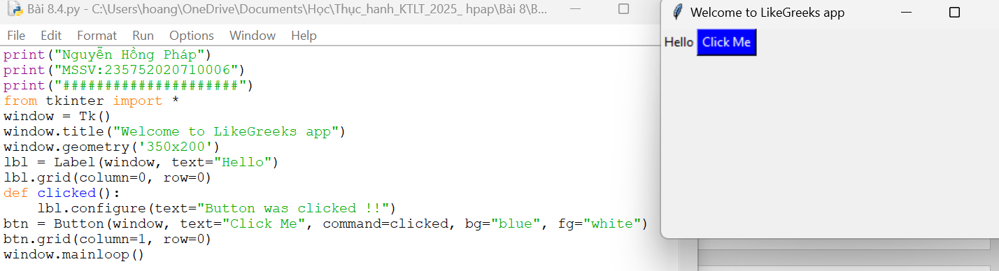 Bài 8.4.py - C:\Users\hoang\OneDrive\Documents\Học\Thực_hanh_KTLT_2025_ hpap\Bài 8\B...
File Edit Format Run Options Window Help
print("Nguyễn Hồng Pháp")
print("MSSV:235752020710006")
print("#####################")
from tkinter import *
window = Tk()
window.title("Welcome to LikeGreeks app")
window.geometry('350x200')
lbl = Label(window, text="Hello")
lbl.grid(column=0, row=0)
def clicked():
    lbl.configure(text="Button was clicked !!")
btn = Button(window, text="Click Me", command=clicked, bg="blue", fg="white")
btn.grid(column=1, row=0)
window.mainloop()
Welcome to LikeGreeks app
Hello Click Me